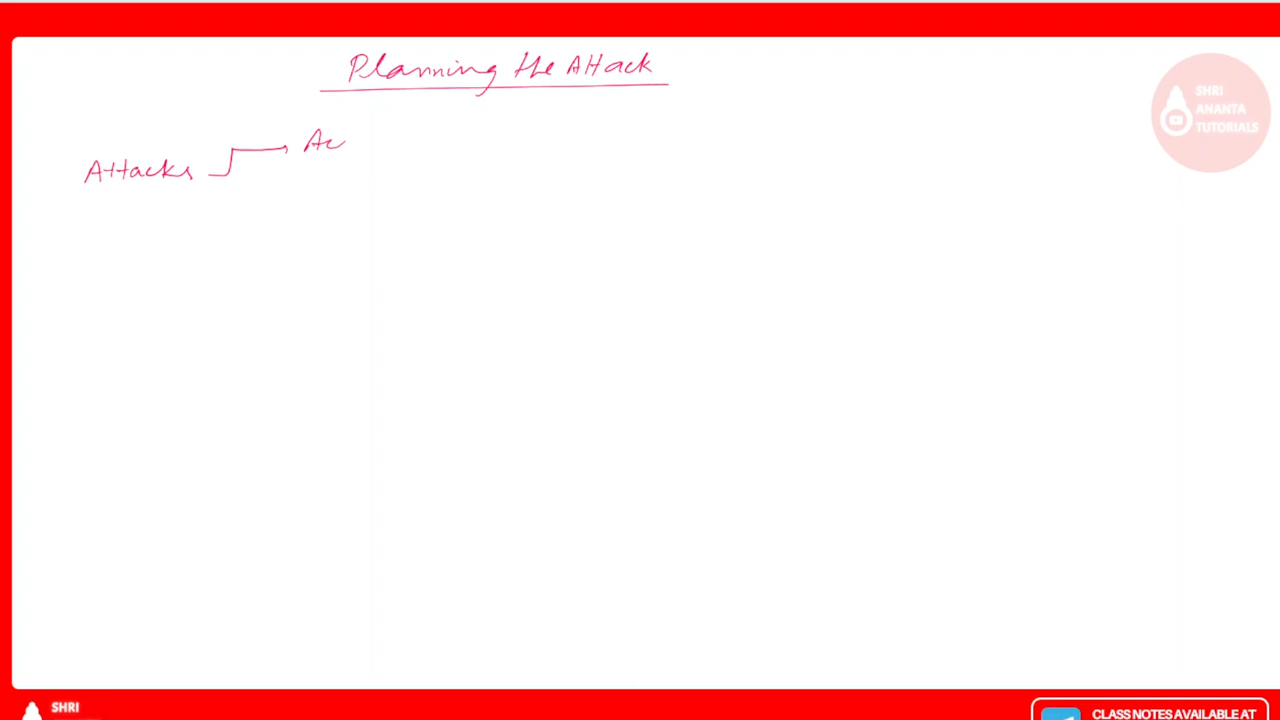 Planning the Attack
SHRI
ANANTA
TUTORIALS
Ac
Attacks
SHRI
CLASS NOTES AVAILABLE AT